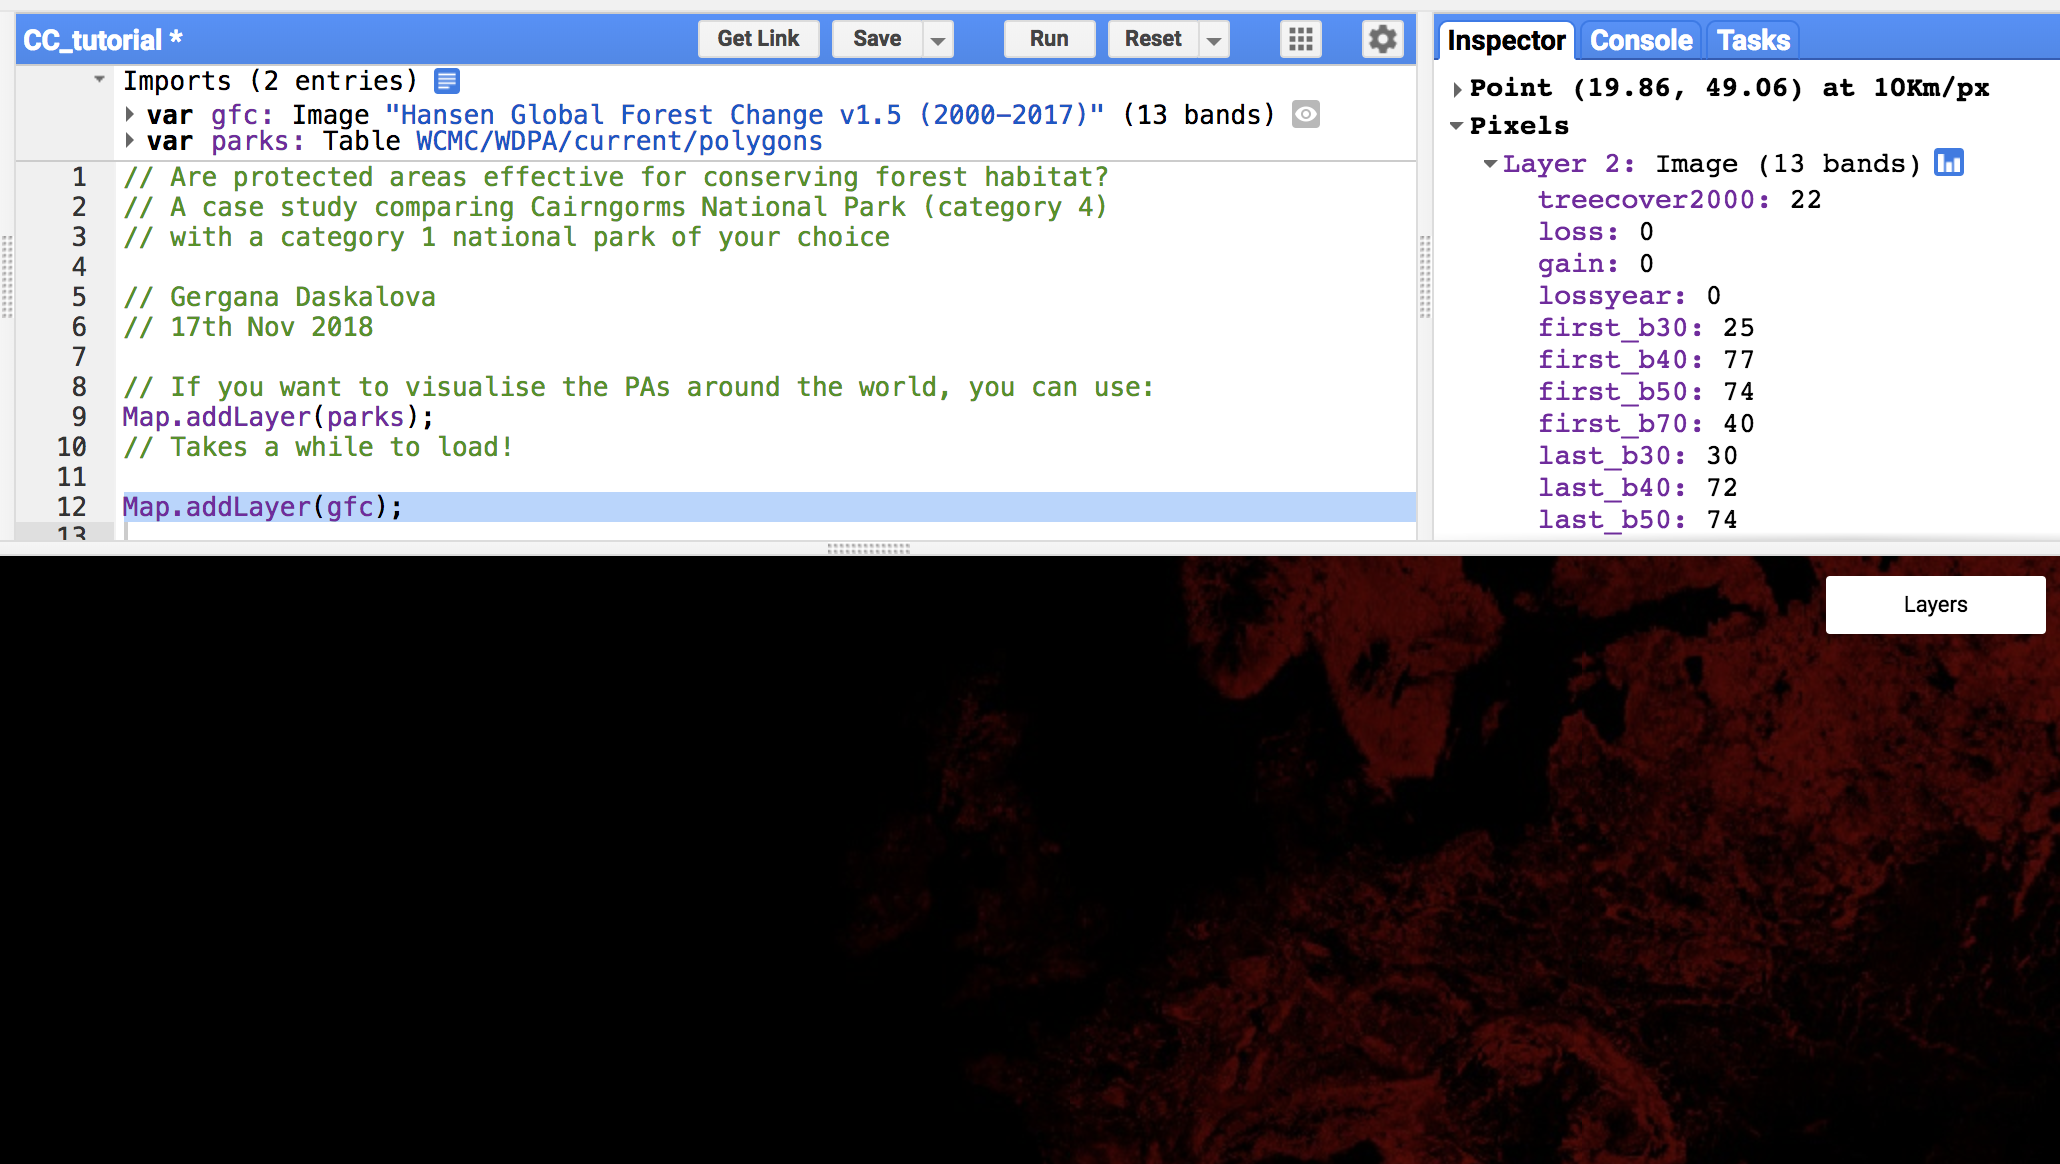 CC_tutorial *
Get Link
Save
Run
Reset
Imports (2 entries)
var gfc: Image "Hansen Global Forest Change v1.5 (2000–2017)" (13 bands)
var parks: Table WCMC/WDPA/current/polygons
1 // Are protected areas effective for conserving forest habitat?
2 // A case study comparing Cairngorms National Park (category 4)
3 // with a category 1 national park of your choice
4
5 // Gergana Daskalova
6 // 17th Nov 2018
7
8 // If you want to visualise the PAs around the world, you can use:
9 Map.addLayer(parks);
10 // Takes a while to load!
11
12 Map.addLayer(gfc);
13
Inspector
Console
Tasks
Point (19.86, 49.06) at 10Km/px
Pixels
Layer 2: Image (13 bands)
treecover2000: 22
loss: 0
gain: 0
lossyear: 0
first_b30: 25
first_b40: 77
first_b50: 74
first_b70: 40
last_b30: 30
last_b40: 72
last_b50: 74
Layers